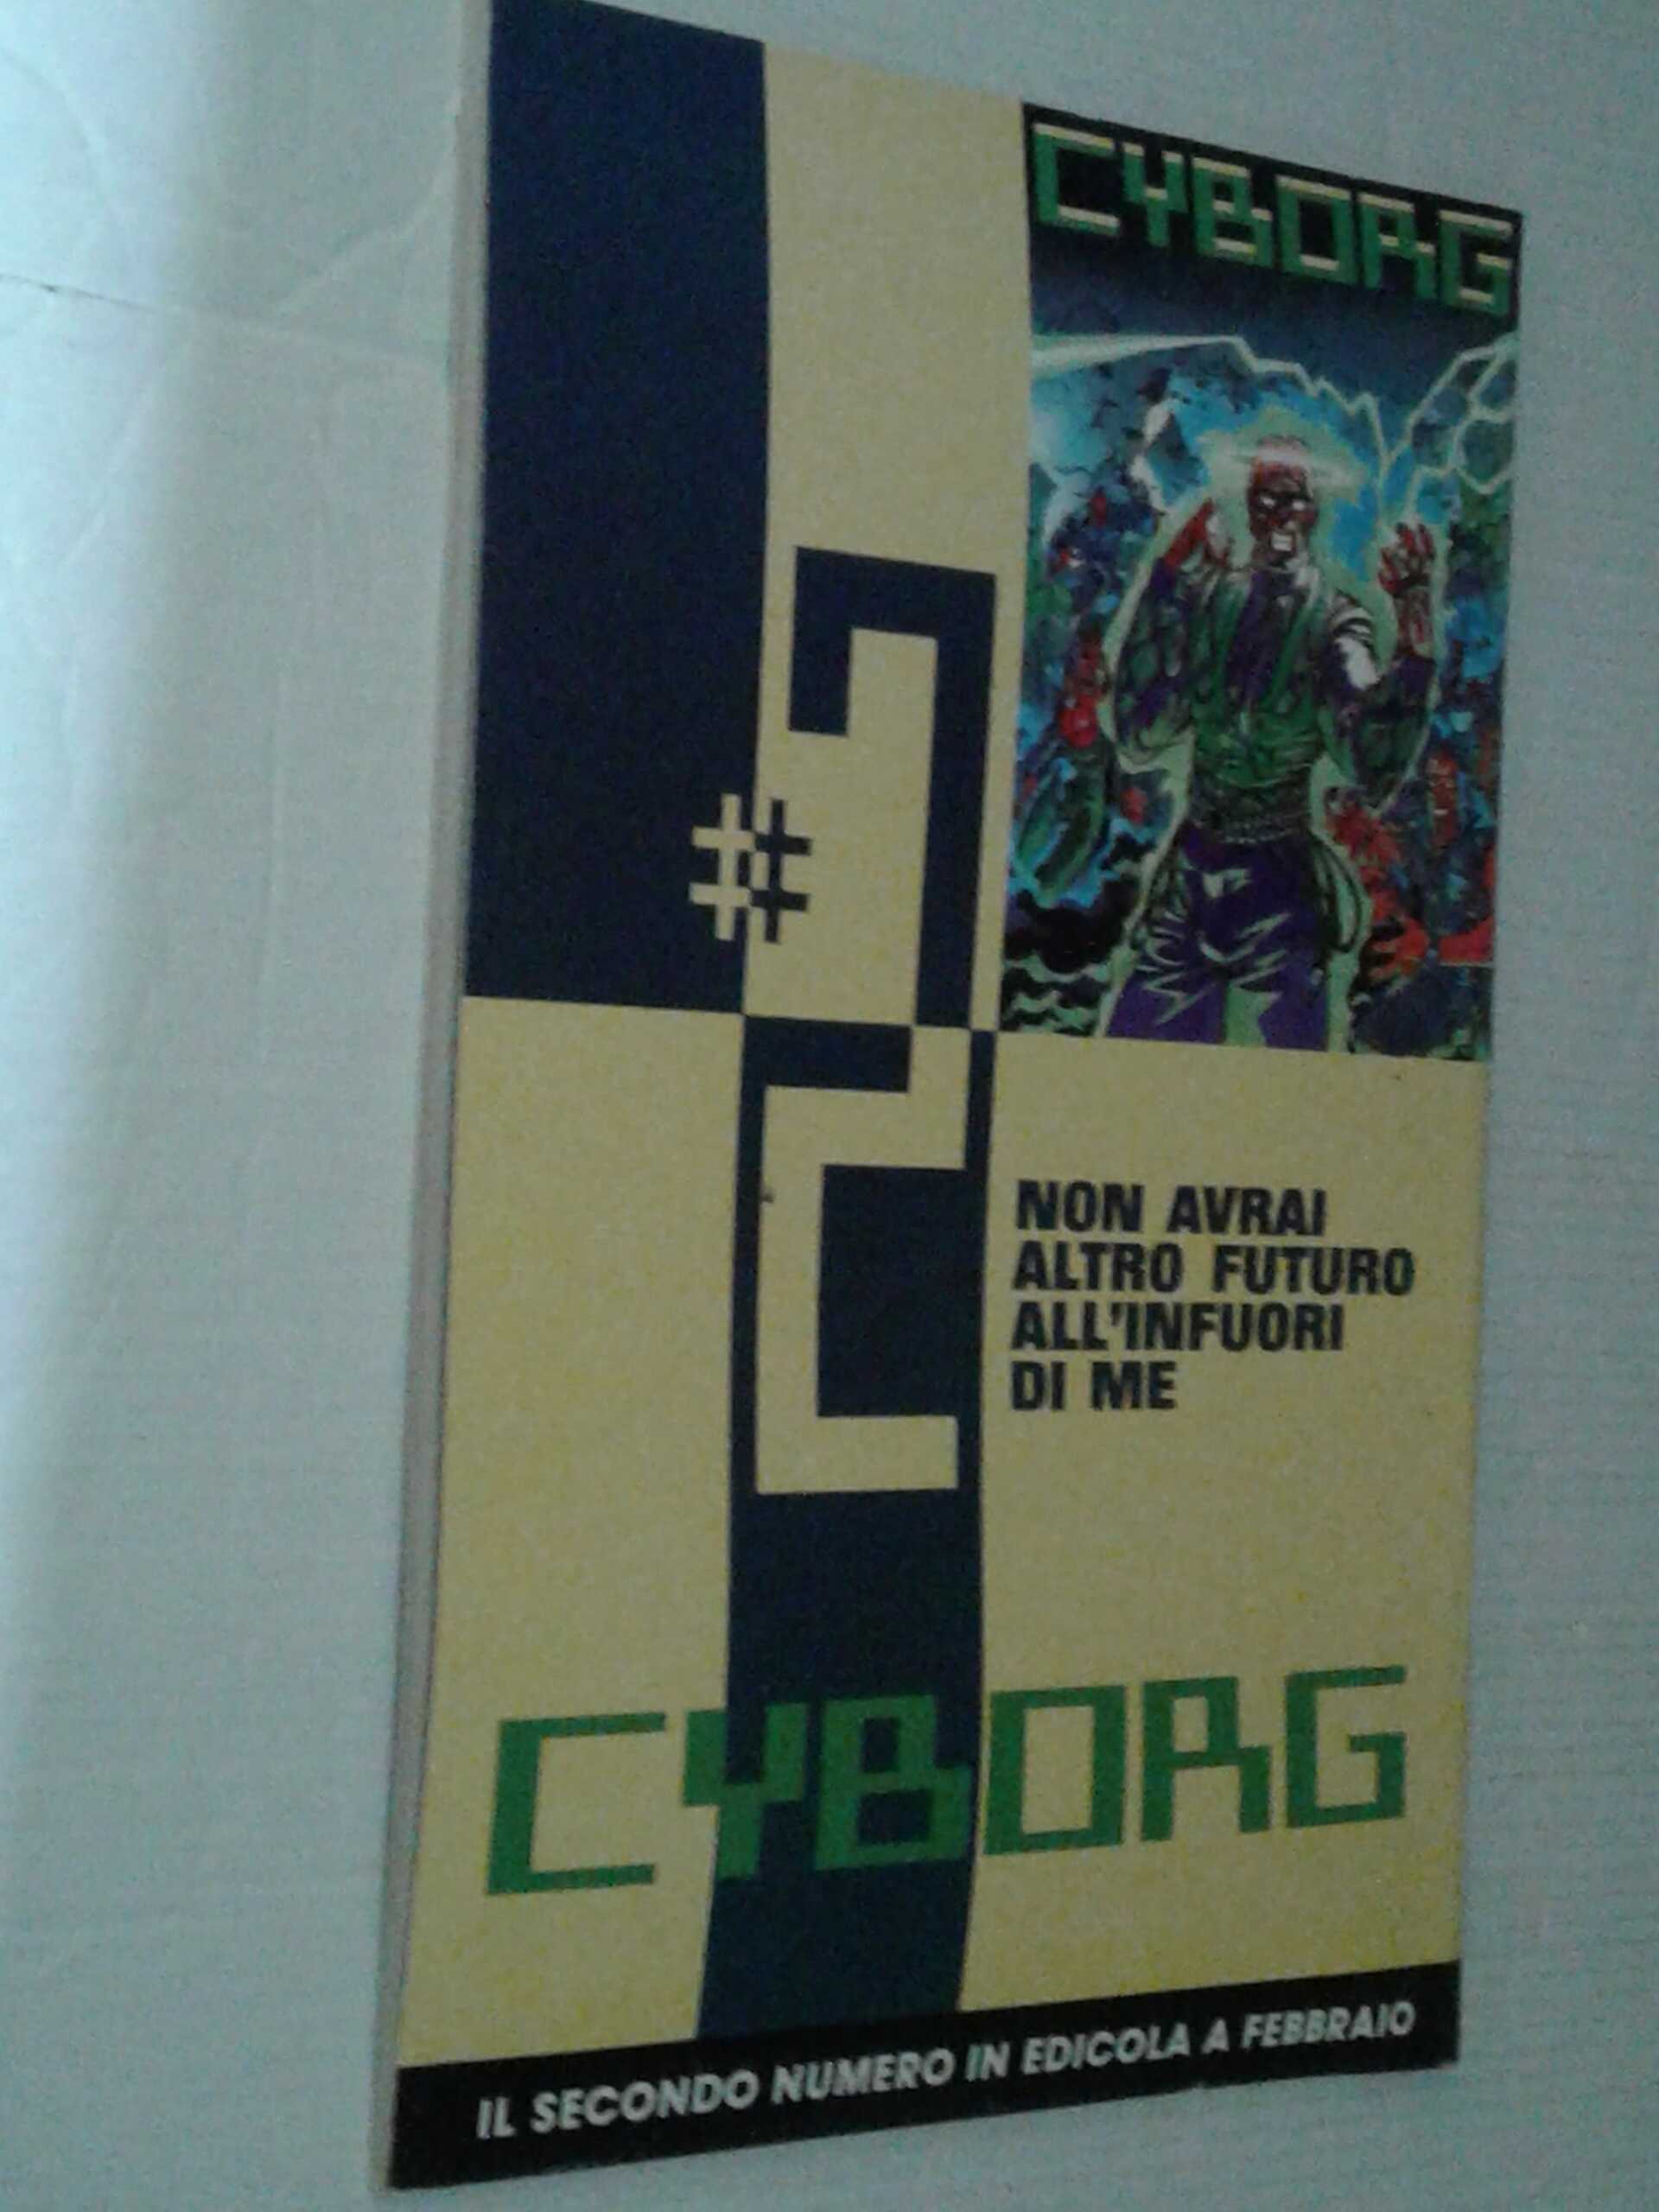 CYBORG
#2
NON AVRAI
ALTRO FUTURO
ALL'INFUORI
DI ME
CYBORG
IL SECONDO NUMERO IN EDICOLA A FEBBRAIO